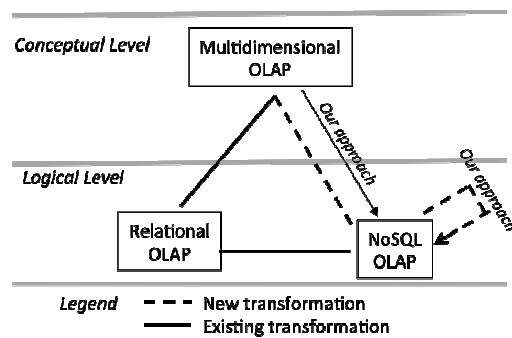 Conceptual Level
Multidimensional
OLAP
Our approach
Logical Level
Our approach
Relational
OLAP
NoSQL
OLAP
Legend
New transformation
Existing transformation